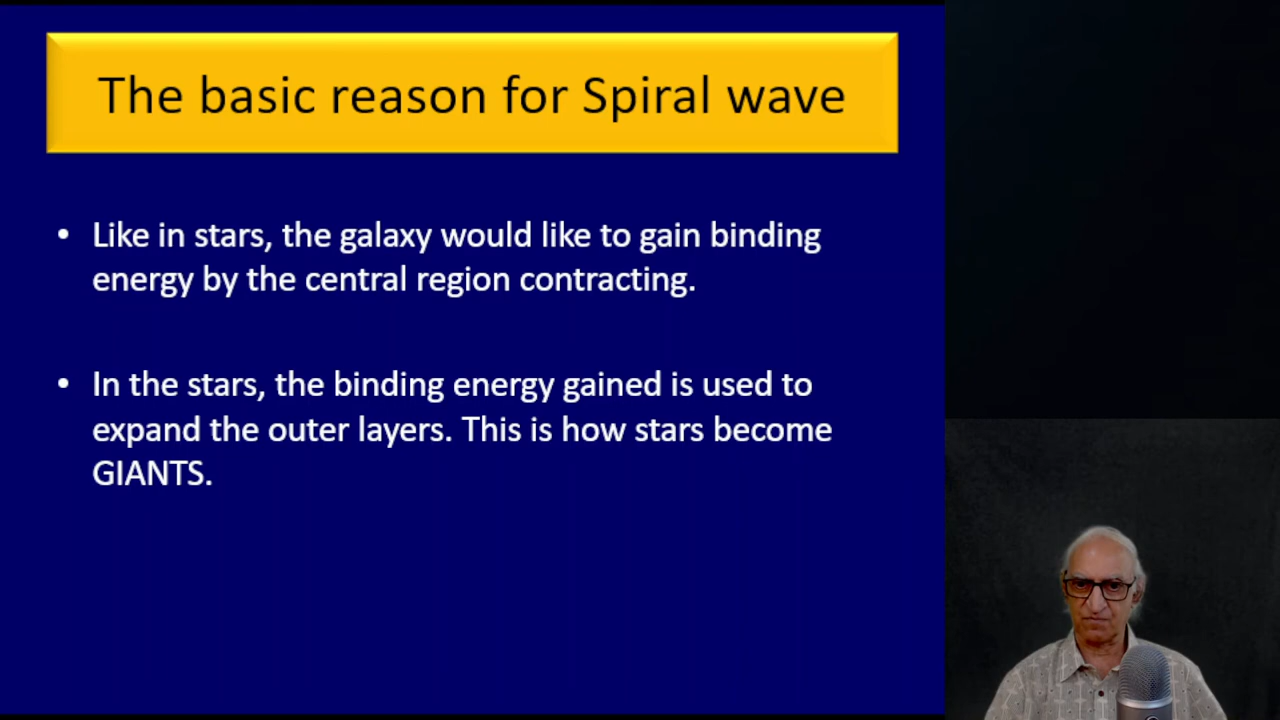 The basic reason for Spiral wave
• Like in stars, the galaxy would like to gain binding
energy by the central region contracting.
• In the stars, the binding energy gained is used to
expand the outer layers. This is how stars become
GIANTS.